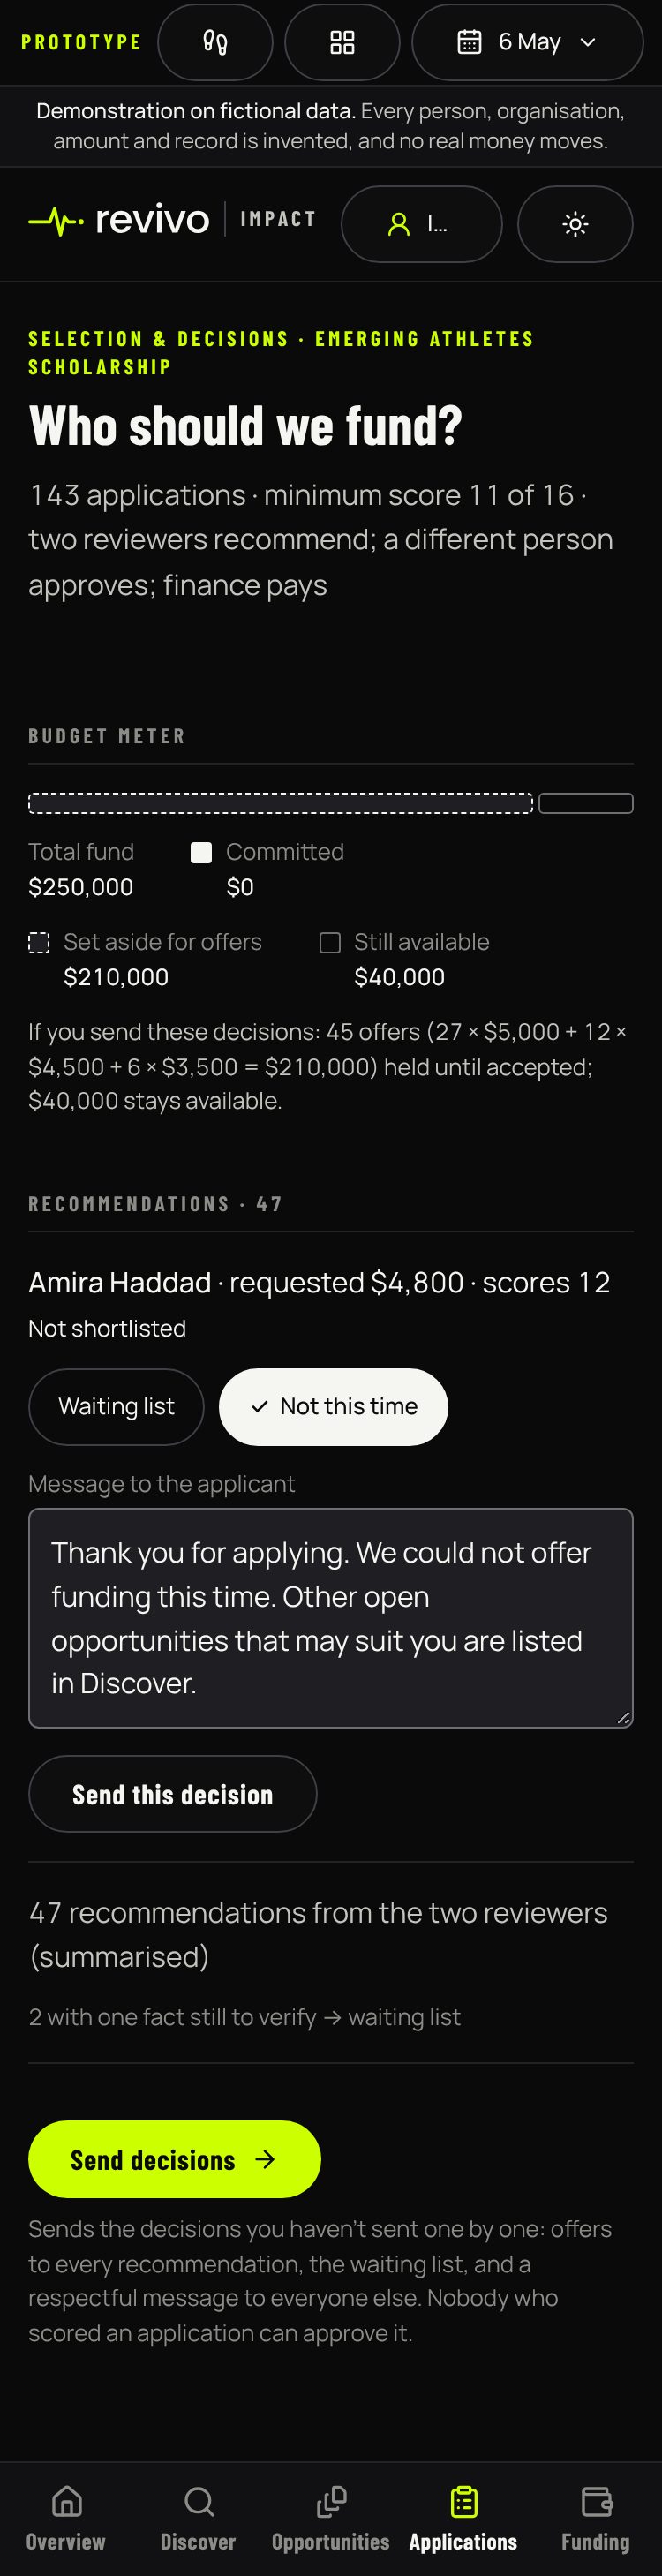 PROTOTYPE
6 May
Demonstration on fictional data. Every person, organisation,
amount and record is invented, and no real money moves.
revivo
IMPACT
I...
SELECTION & DECISIONS · EMERGING ATHLETES
SCHOLARSHIP
Who should we fund?
143 applications · minimum score 11 of 16 ·
two reviewers recommend; a different person
approves; finance pays
BUDGET METER
Total fund
$250,000
Committed
$0
Set aside for offers
$210,000
Still available
$40,000
If you send these decisions: 45 offers (27 × $5,000 + 12 ×
$4,500 + 6 × $3,500 = $210,000) held until accepted;
$40,000 stays available.
RECOMMENDATIONS · 47
Amira Haddad · requested $4,800 · scores 12
Not shortlisted
Waiting list
Not this time
Message to the applicant
Thank you for applying. We could not offer
funding this time. Other open
opportunities that may suit you are listed
in Discover.
Send this decision
47 recommendations from the two reviewers
(summarised)
2 with one fact still to verify → waiting list
Send decisions →
Sends the decisions you haven't sent one by one: offers
to every recommendation, the waiting list, and a
respectful message to everyone else. Nobody who
scored an application can approve it.
Overview
Discover
Opportunities
Applications
Funding